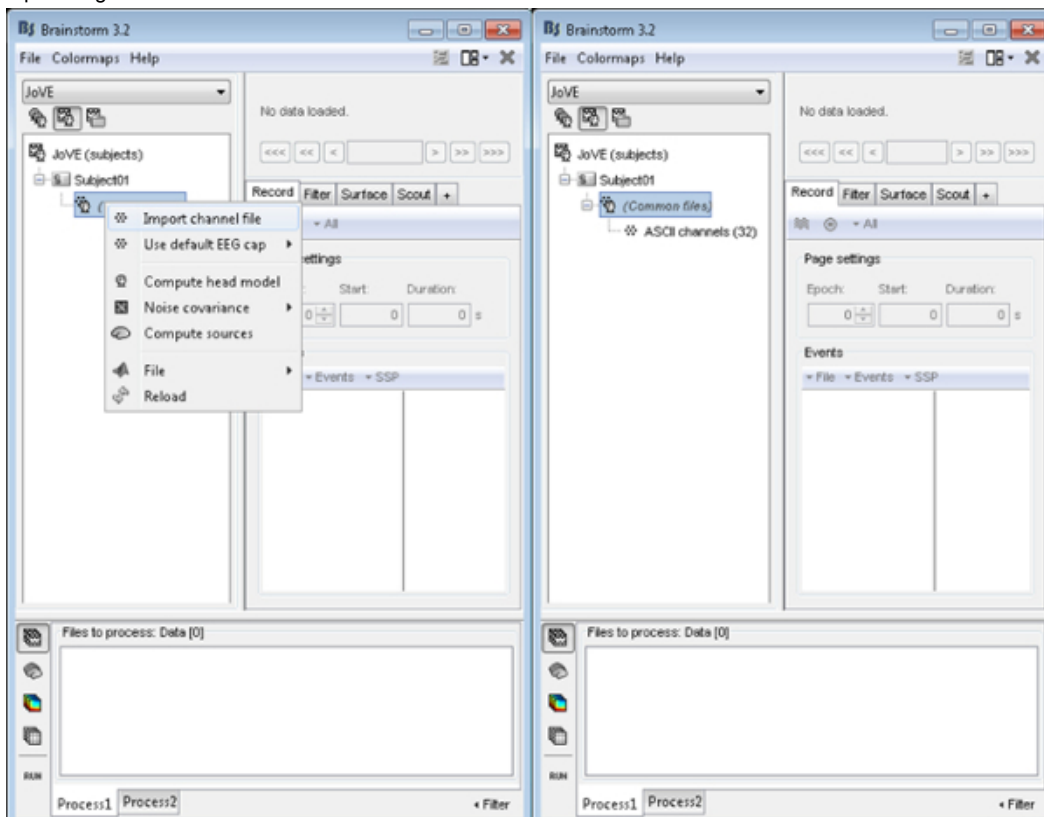 Brainstorm 3.2
File Colormaps Help
JoVE
No data loaded.
<<< << < > >> >>>
JoVE (subjects)
Subject01
(
Record Filter Surface Scout +
All
Import channel file
Use default EEG cap
Compute head model
Noise covariance
Compute sources
File
Reload
ettings
Start: Duration:
0 0 0 s
Events SSP
Files to process: Data [0]
RUN
Process1 Process2
Filter
Brainstorm 3.2
File Colormaps Help
JoVE
No data loaded.
<<< << < > >> >>>
JoVE (subjects)
Subject01
(Common files)
ASCII channels (32)
Record Filter Surface Scout +
All
Page settings
Epoch: Start: Duration:
0 0 0 s
Events
File Events SSP
Files to process: Data [0]
RUN
Process1 Process2
Filter